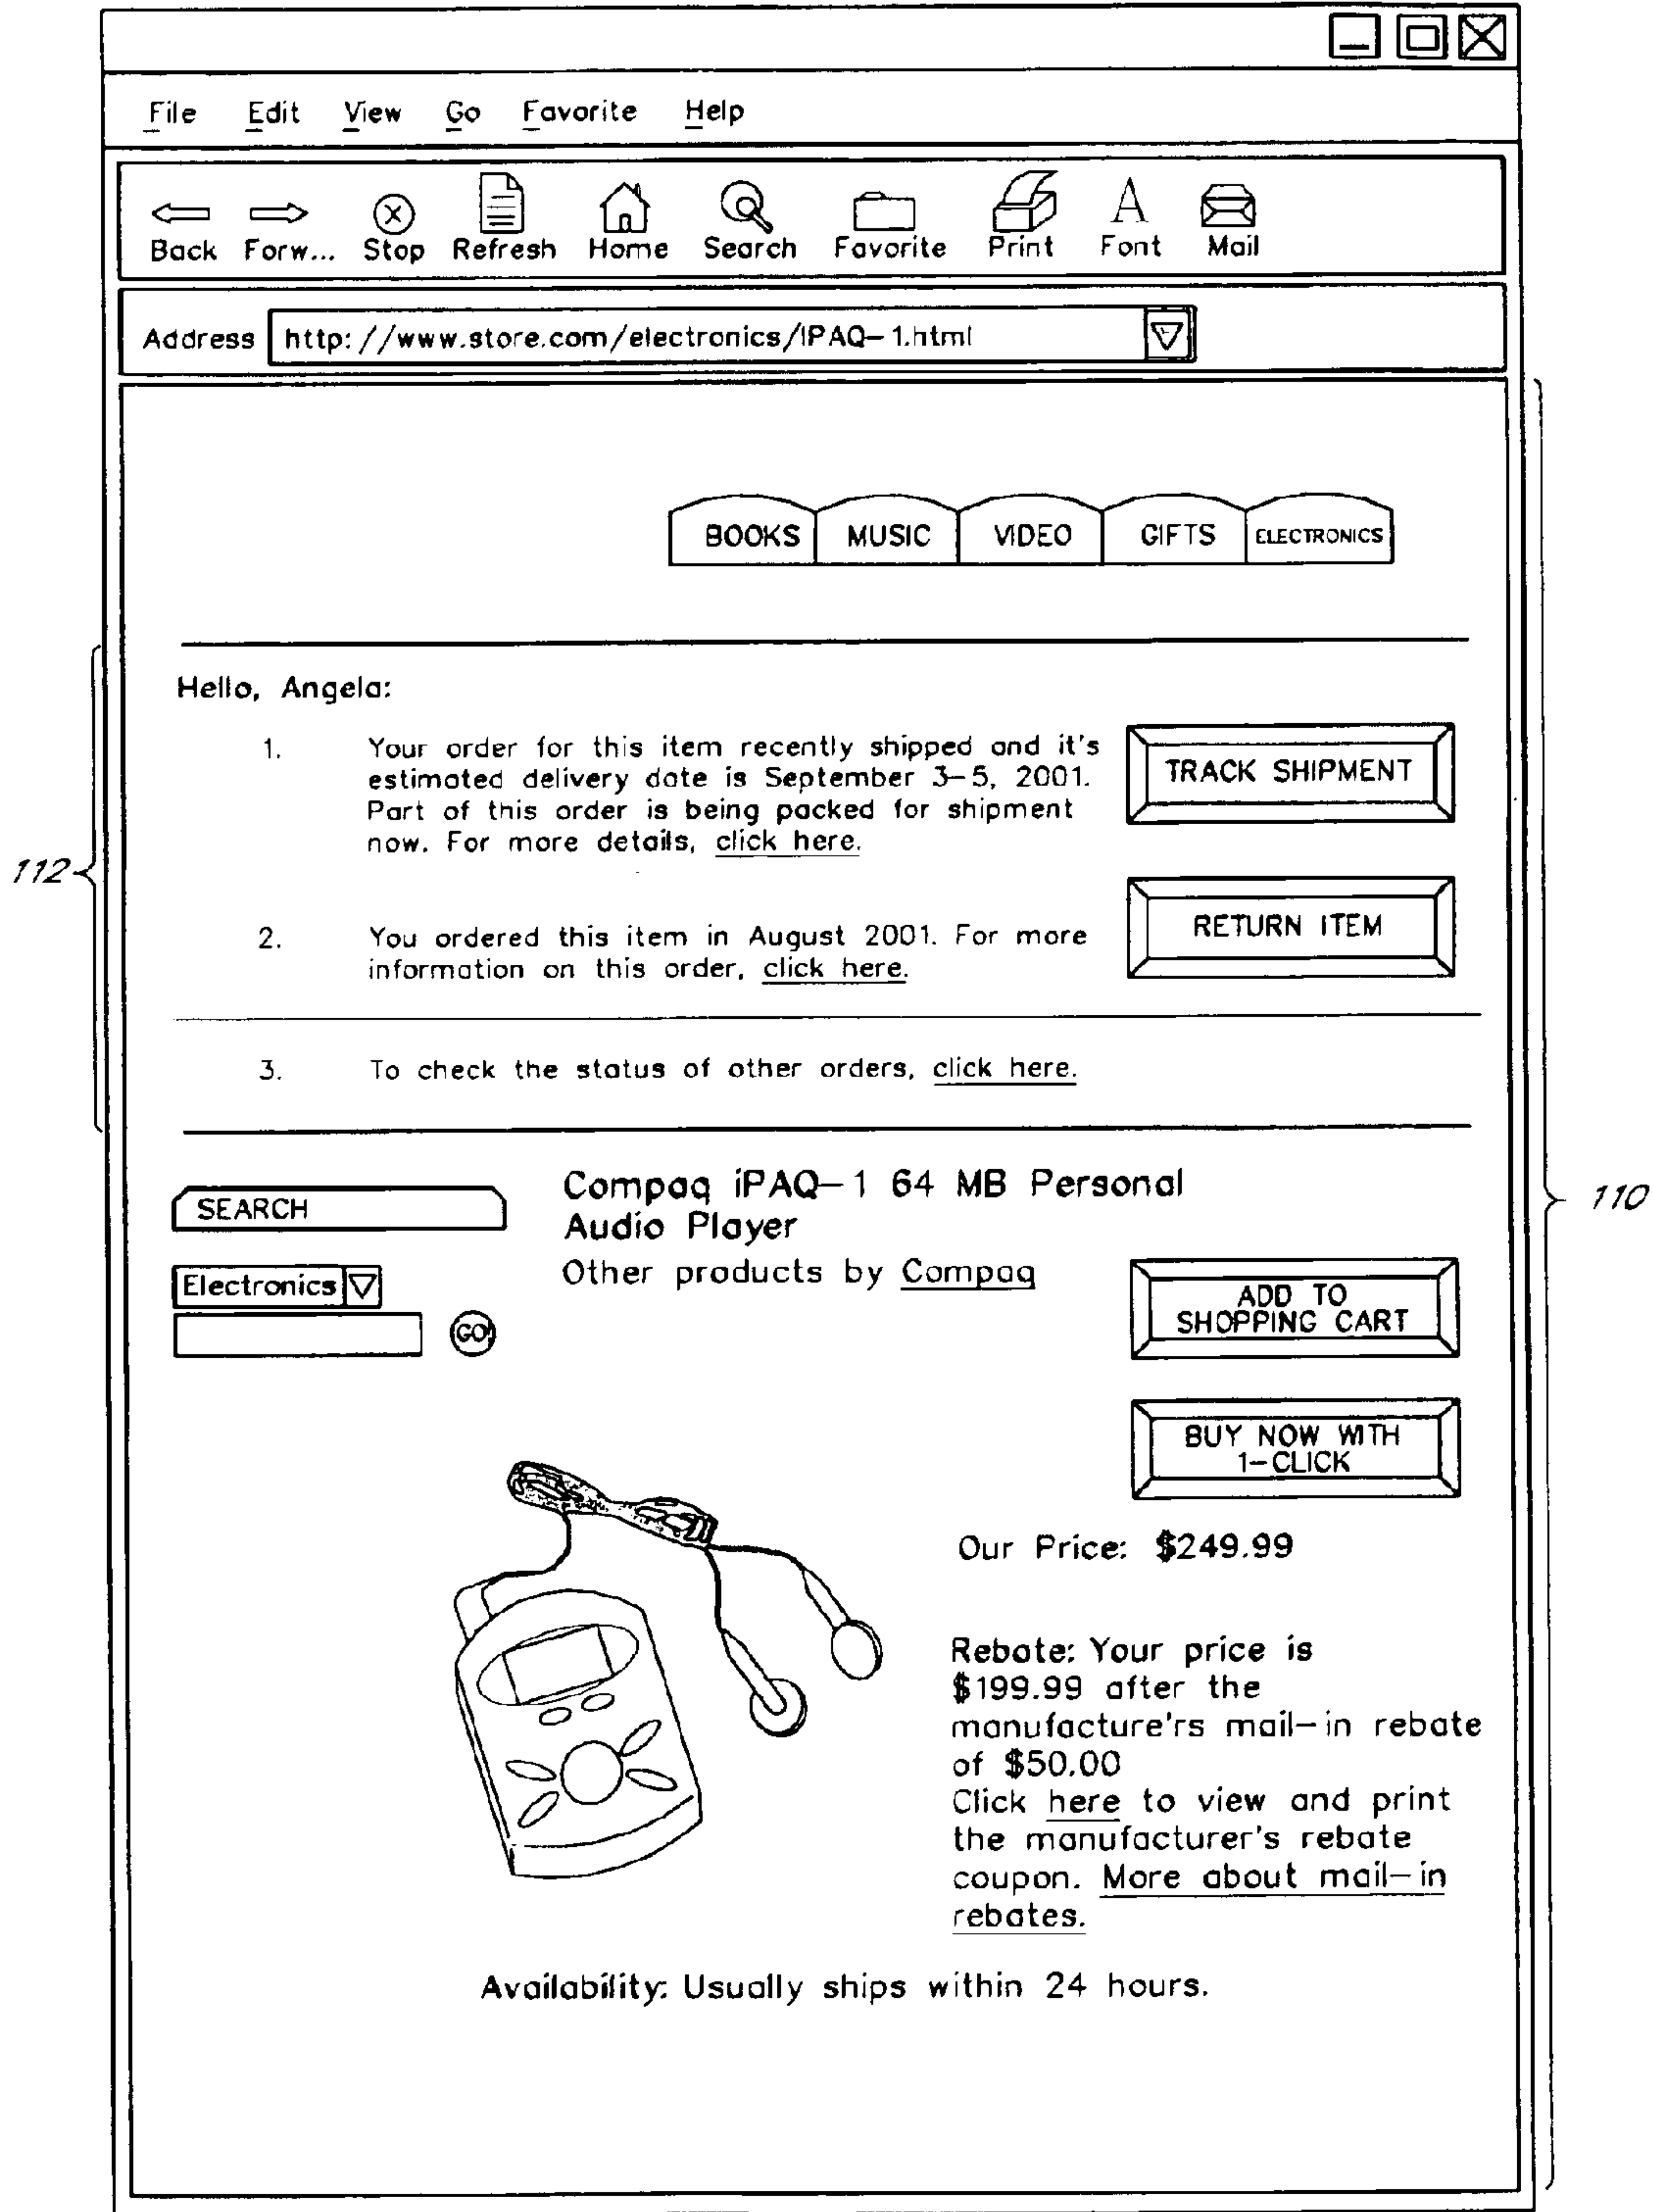 File Edit View Go Favorite Help
Back Forw... Stop Refresh Home Search Favorite Print Font Mail
Address http://www.store.com/electronics/IPAQ-1.html
BOOKS MUSIC VIDEO GIFTS ELECTRONICS
Hello, Angela:
1. Your order for this item recently shipped and it's
estimated delivery date is September 3-5, 2001.
Part of this order is being packed for shipment
now. For more details, click here.
TRACK SHIPMENT
112
2. You ordered this item in August 2001. For more
information on this order, click here.
RETURN ITEM
3. To check the status of other orders, click here.
110
SEARCH
Electronics
GO
Compaq iPAQ-1 64 MB Personal
Audio Player
Other products by Compaq
ADD TO
SHOPPING CART
BUY NOW WITH
1-CLICK
Our Price: $249.99
Rebate: Your price is
$199.99 after the
manufacture'rs mail-in rebate
of $50.00
Click here to view and print
the manufacturer's rebate
coupon. More about mail-in
rebates.
Availability: Usually ships within 24 hours.